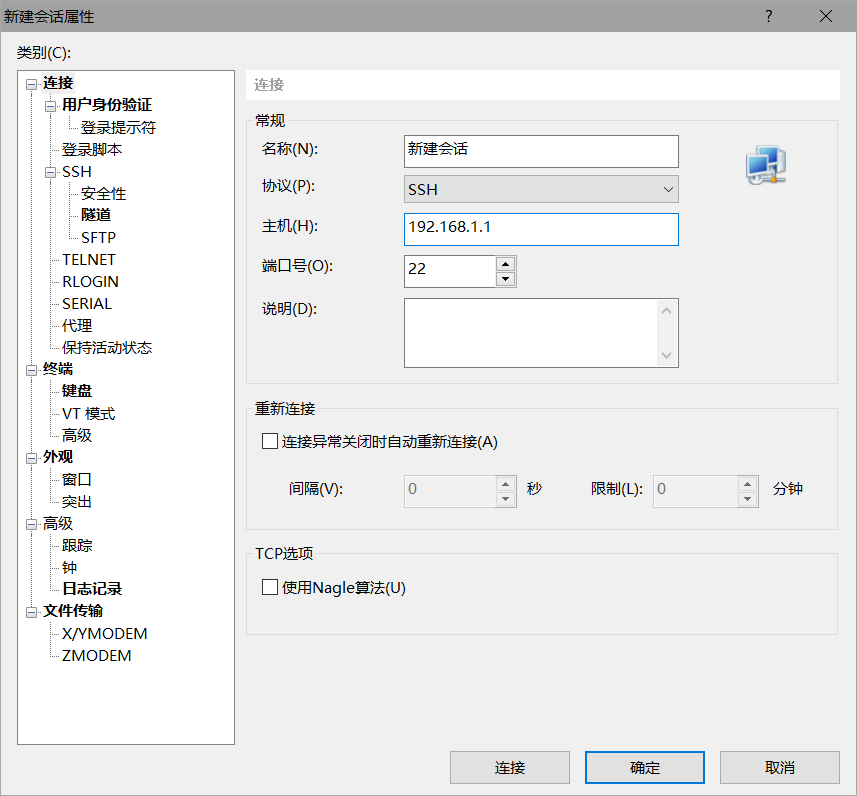 新建会话属性
?
类别(C):
连接
用户身份验证
登录提示符
登录脚本
SSH
安全性
隧道
SFTP
TELNET
RLOGIN
SERIAL
代理
保持活动状态
终端
键盘
VT 模式
高级
外观
窗口
突出
高级
跟踪
钟
日志记录
文件传输
X/YMODEM
ZMODEM
连接
常规
名称(N): 新建会话
协议(P): SSH
主机(H): 192.168.1.1
端口号(O): 22
说明(D):
重新连接
连接异常关闭时自动重新连接(A)
间隔(V): 0 秒 限制(L): 0 分钟
TCP选项
使用Nagle算法(U)
连接 确定 取消